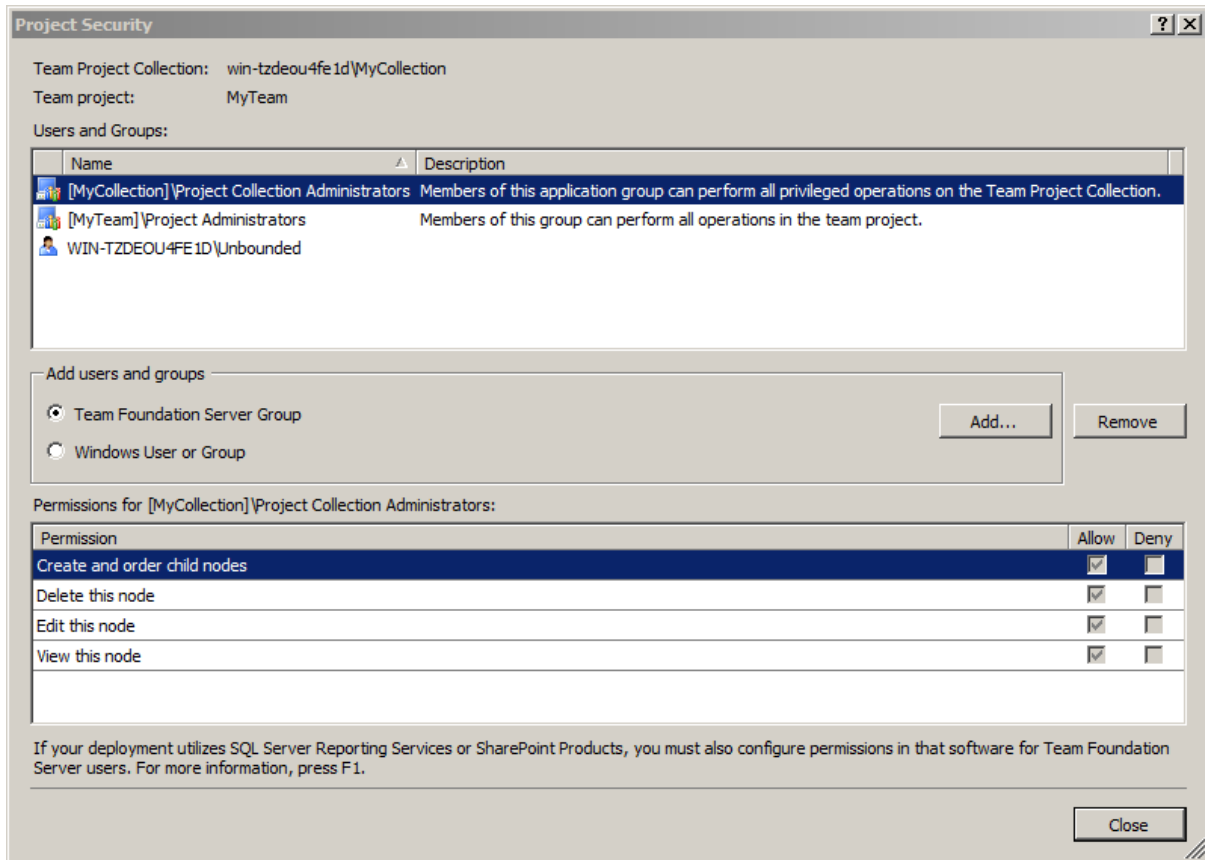 Project Security
Team Project Collection: win-tzdeou4fe1d\MyCollection
Team project: MyTeam
Users and Groups:
Name Description
[MyCollection]\Project Collection Administrators Members of this application group can perform all privileged operations on the Team Project Collection.
[MyTeam]\Project Administrators Members of this group can perform all operations in the team project.
WIN-TZDEOU4FE1D\Unbounded
Add users and groups
Team Foundation Server Group
Add... Remove
Windows User or Group
Permissions for [MyCollection]\Project Collection Administrators:
Permission Allow Deny
Create and order child nodes
Delete this node
Edit this node
View this node
If your deployment utilizes SQL Server Reporting Services or SharePoint Products, you must also configure permissions in that software for Team Foundation
Server users. For more information, press F1.
Close